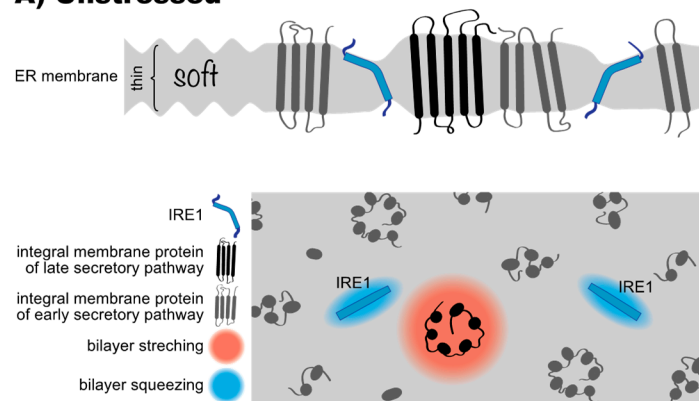 A) Unstressed
ER membrane
thin
soft
IRE1
integral membrane protein
of late secretory pathway
integral membrane protein
of early secretory pathway
bilayer streching
bilayer squeezing
IRE1
IRE1